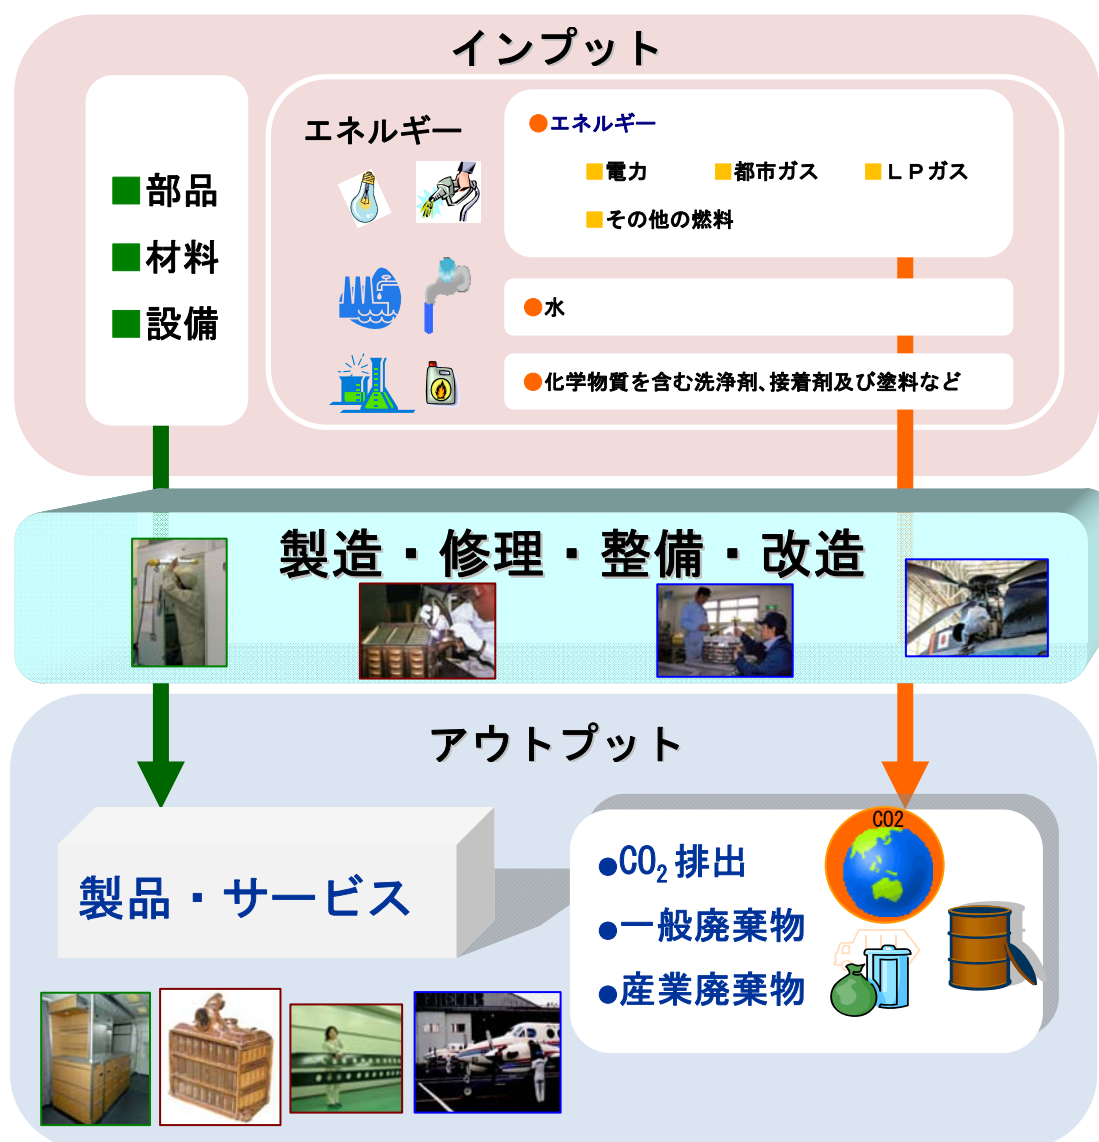 インプット
■部品
■材料
■設備
エネルギー
●エネルギー
■電力 ■都市ガス ■ＬＰガス
■その他の燃料
●水
●化学物質を含む洗浄剤、接着剤及び塗料など
製造・修理・整備・改造
アウトプット
製品・サービス
CO2
●CO₂排出
●一般廃棄物
●産業廃棄物